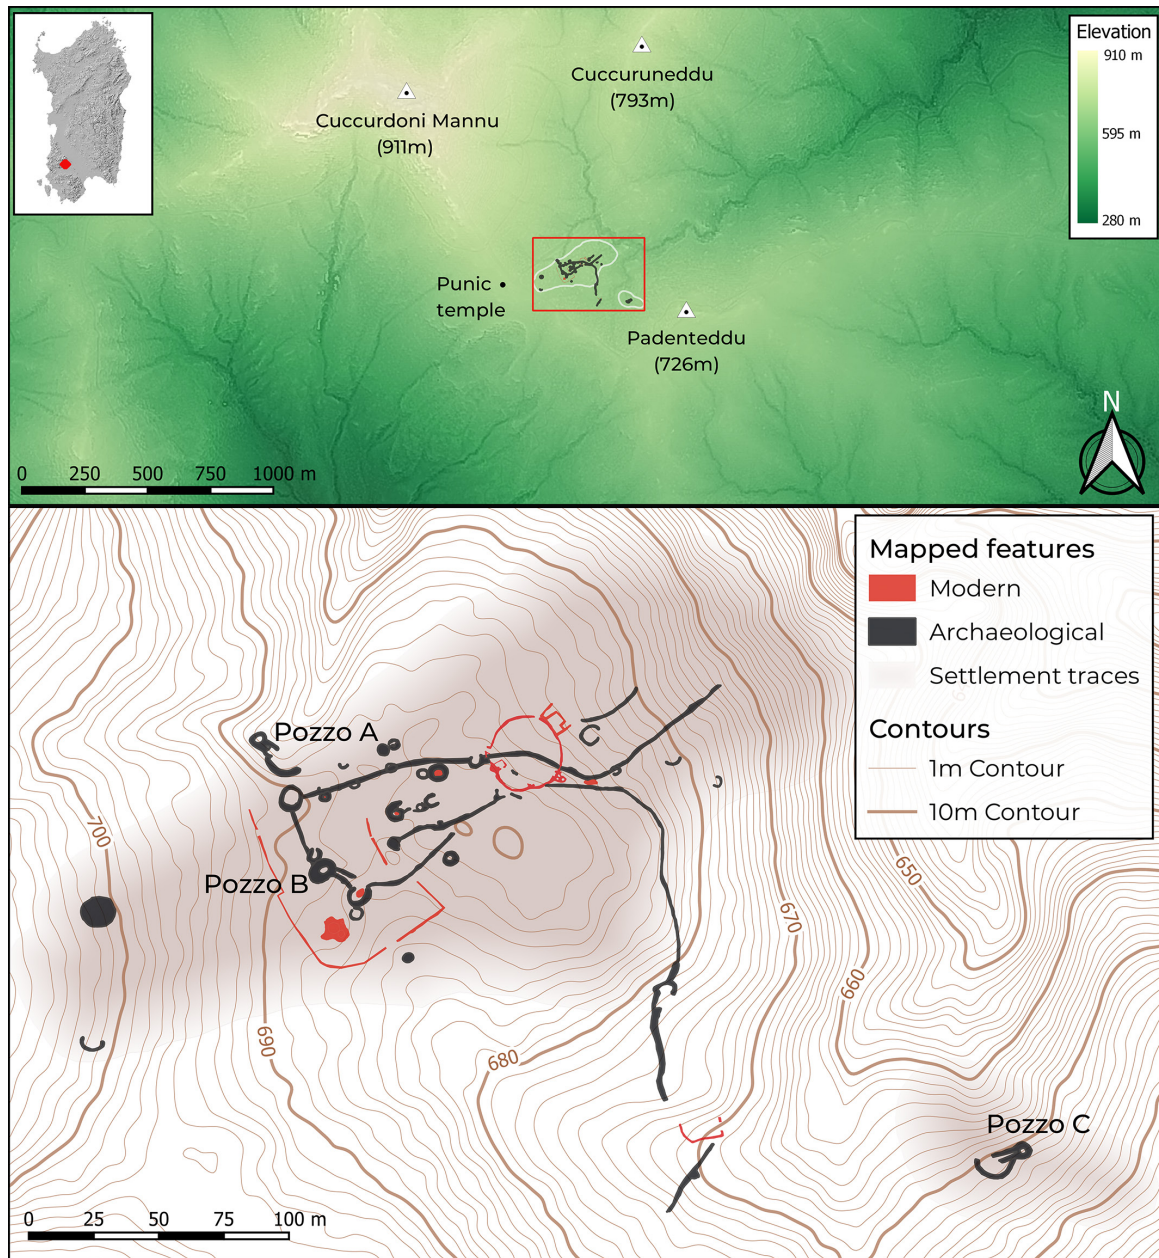 Elevation
910 m
595 m
280 m
Cuccuruneddu
(793m)
Cuccurdoni Mannu
(911m)
Punic
temple
Padenteddu
(726m)
N
0 250 500 750 1000 m
Mapped features
Modern
Archaeological
Settlement traces
Contours
1m Contour
10m Contour
Pozzo A
700
Pozzo B
650
670
660
690
680
Pozzo C
0 25 50 75 100 m